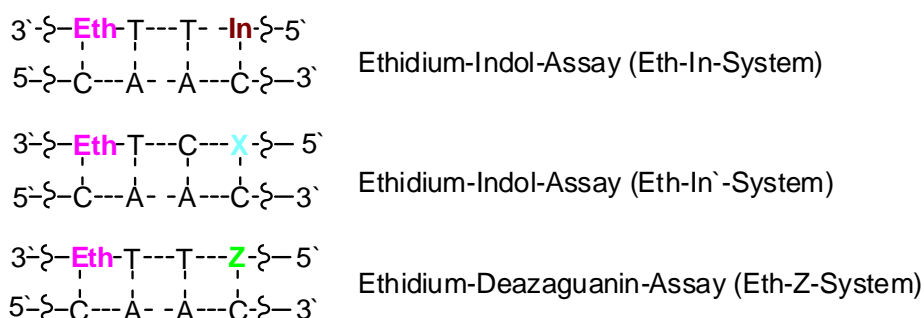 3`-Eth-T---T---In-5`
5`-C---A--A---C-3`
Ethidium-Indol-Assay (Eth-In-System)
3`-Eth-T---C---X-5`
5`-C---A--A---C-3`
Ethidium-Indol-Assay (Eth-In`-System)
3`-Eth-T---T---Z-5`
5`-C---A--A---C-3`
Ethidium-Deazaguanin-Assay (Eth-Z-System)